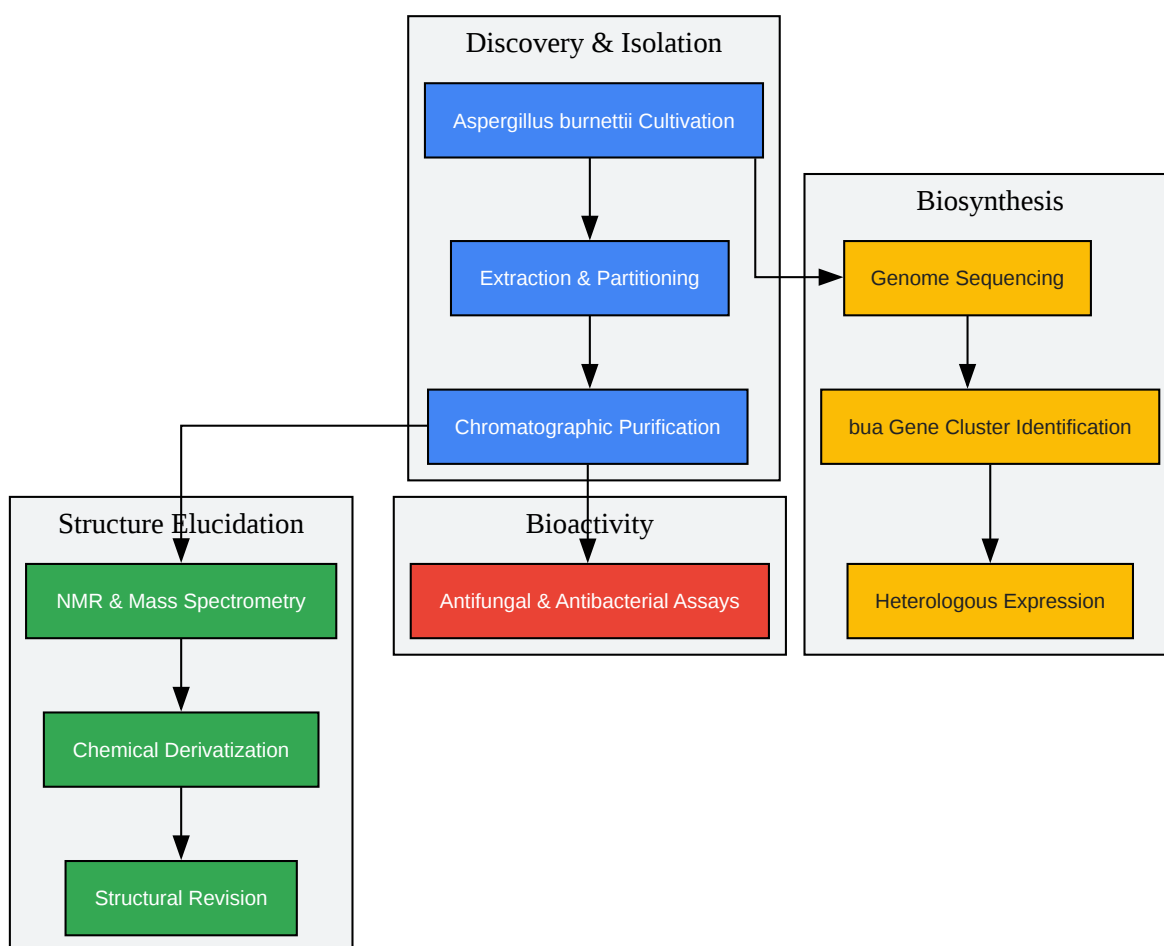 Discovery & Isolation
Aspergillus burnettii Cultivation
Extraction & Partitioning
Chromatographic Purification
Biosynthesis
Genome Sequencing
bua Gene Cluster Identification
Heterologous Expression
Structure Elucidation
NMR & Mass Spectrometry
Chemical Derivatization
Structural Revision
Bioactivity
Antifungal & Antibacterial Assays